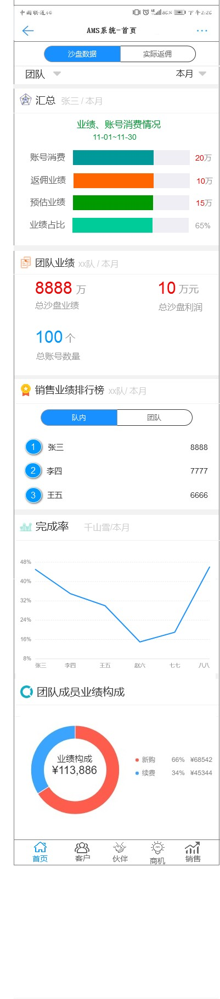 中国联通4G 86% 下午2:26
AMS系统-首页 ...
沙盘数据 实际返佣
团队 本月
汇总 张三 / 本月
业绩、账号消费情况
11-01~11-30
账号消费 20万
返佣业绩 10万
预估业绩 15万
业绩占比 65%
团队业绩 xx队 / 本月
8888 万 10 万元
总沙盘业绩 总沙盘利润
100 个
总账号数量
销售业绩排行榜 xx队/ 本月
队内 团队
1 张三 8888
2 李四 7777
3 王五 6666
完成率 千山雪/本月
48%
40%
32%
24%
16%
8%
张三 李四 王五 赵六 七七 八八
团队成员业绩构成
业绩构成
¥113,886
新购 66% ¥68542
续费 34% ¥45344
首页 客户 伙伴 商机 销售